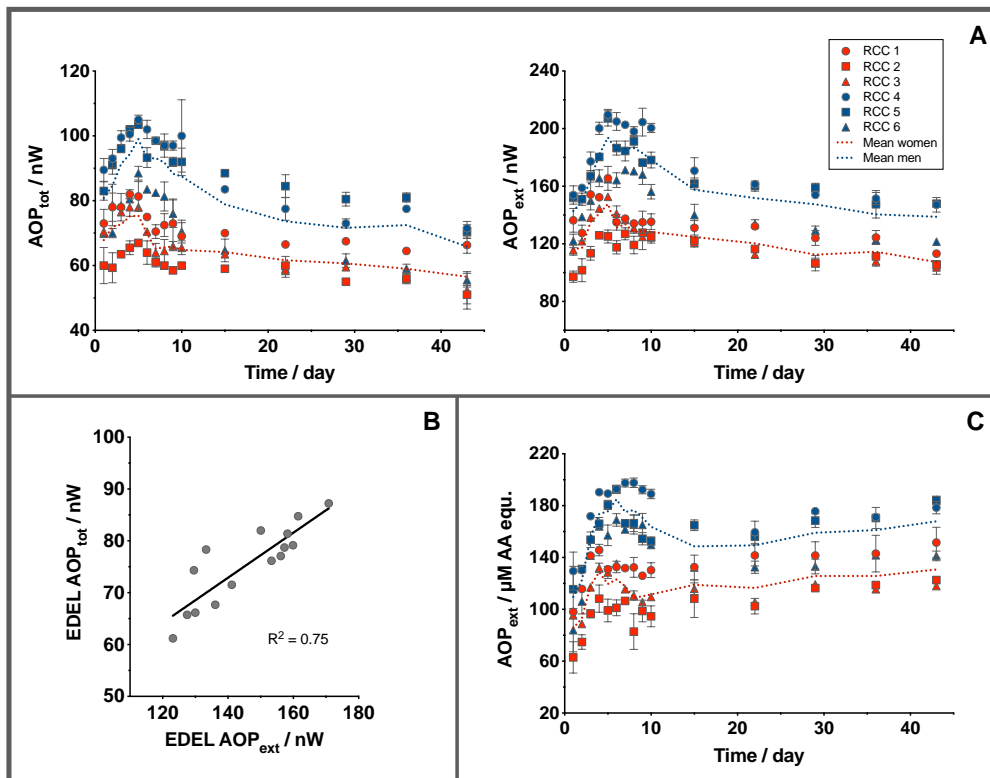 A
AOPtot / nW
120
100
80
60
40
0
10
20
30
40
Time / day
AOPext / nW
240
200
160
120
80
0
10
20
30
40
Time / day
RCC 1
RCC 2
RCC 3
RCC 4
RCC 5
RCC 6
Mean women
Mean men
B
EDEL AOPtot / nW
100
90
80
70
60
50
R2 = 0.75
120
140
160
180
EDEL AOPext / nW
C
AOPext / µM AA equ.
220
180
140
100
60
20
0
10
20
30
40
Time / day